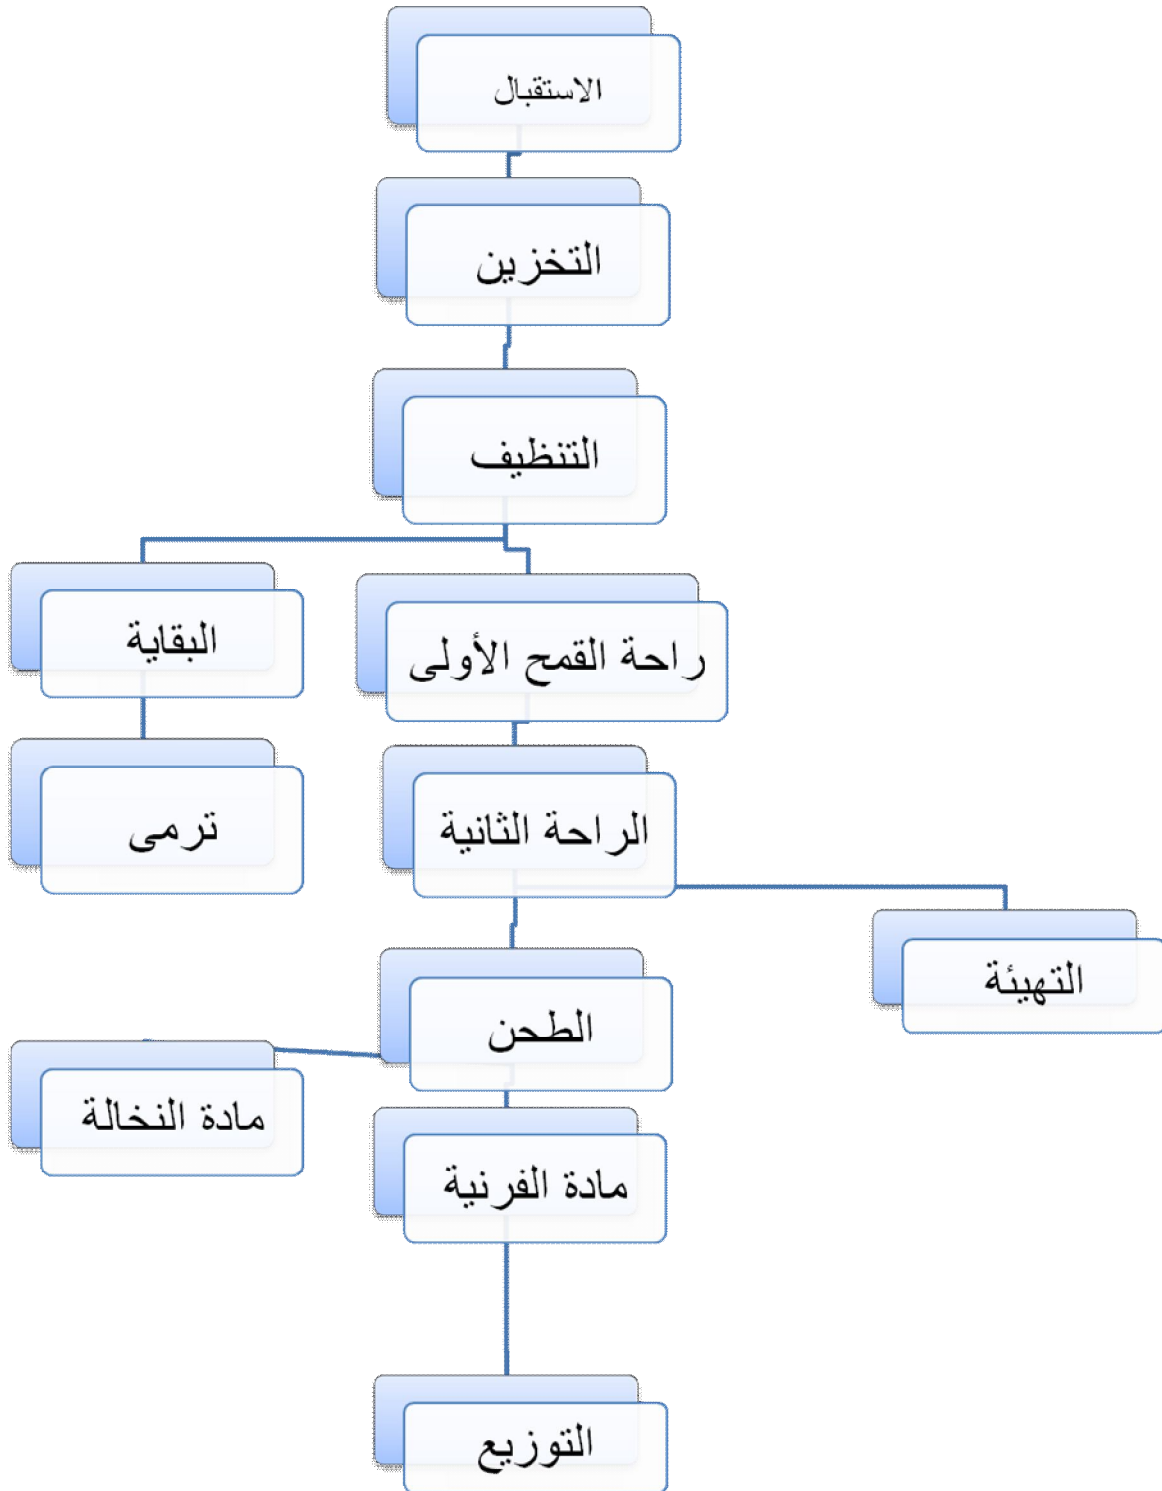 الاستقبال
التخزين
التنظيف
راحة القمح الأولى
البقاية
الراحة الثانية
ترمى
التهيئة
الطحن
مادة النخالة
مادة الفرنية
التوزيع